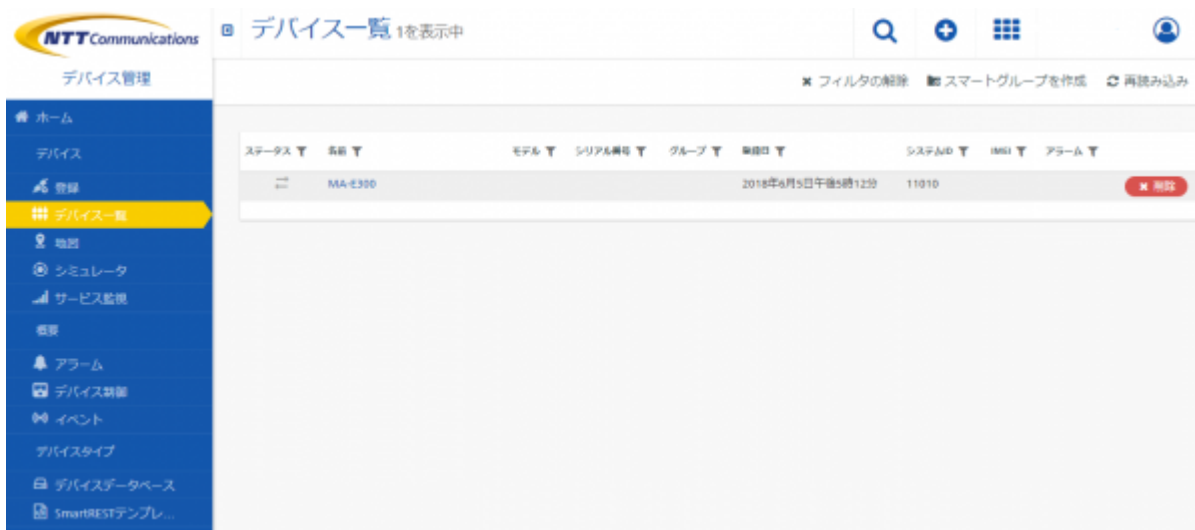 NTT Communications
デバイス一覧 1を表示中
デバイス管理
フィルタの解除 スマートグループを作成 再読み込み
ホーム
デバイス
登録
デバイス一覧
地図
シミュレータ
サービス監視
概要
アラーム
デバイス制御
イベント
デバイスタイプ
デバイスデータベース
SmartRESTテンプレ...
ステータス 名前 モデル シリアル番号 グループ 登録日 システムID IMEI アラーム
MA-E300 2018年6月5日午後5時12分 11010 削除